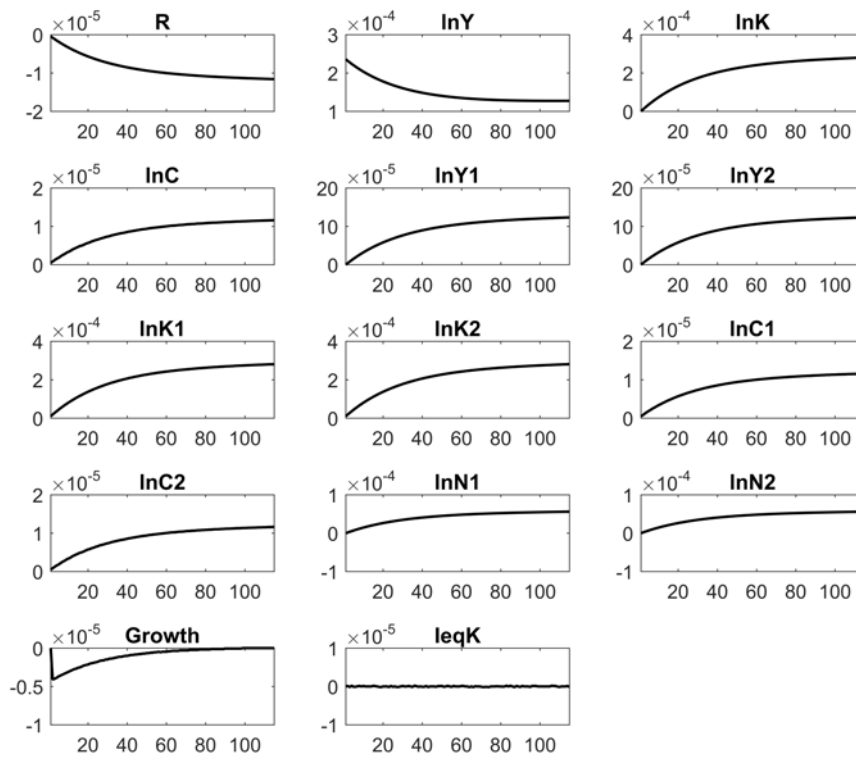 ×10⁻⁵ R
0
-1
-2
20 40 60 80 100
×10⁻⁴ lnY
3
2
1
20 40 60 80 100
×10⁻⁴ lnK
4
2
0
20 40 60 80 100
×10⁻⁵ lnC
2
1
0
20 40 60 80 100
×10⁻⁵ lnY1
20
10
0
20 40 60 80 100
×10⁻⁵ lnY2
20
10
0
20 40 60 80 100
×10⁻⁴ lnK1
4
2
0
20 40 60 80 100
×10⁻⁴ lnK2
4
2
0
20 40 60 80 100
×10⁻⁵ lnC1
2
1
0
20 40 60 80 100
×10⁻⁵ lnC2
2
1
0
20 40 60 80 100
×10⁻⁴ lnN1
1
0
-1
20 40 60 80 100
×10⁻⁴ lnN2
1
0
-1
20 40 60 80 100
×10⁻⁵ Growth
0
-0.5
-1
20 40 60 80 100
×10⁻⁵ IeqK
1
0
-1
20 40 60 80 100